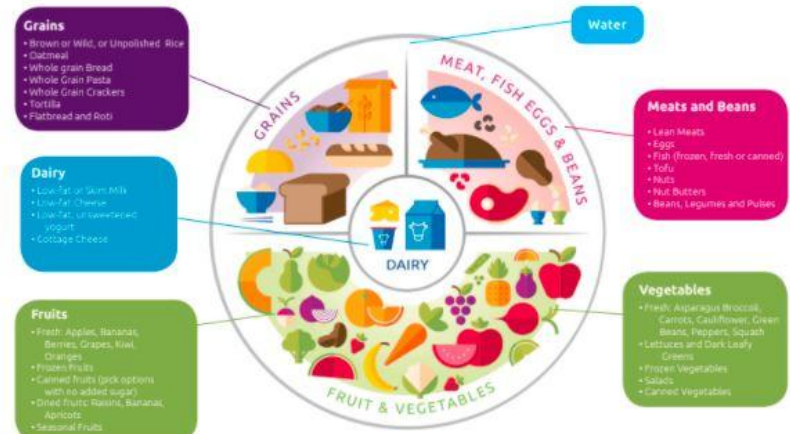 Grains
• Brown or Wild, or Unpolished Rice
• Oatmeal
• Whole grain Bread
• Whole Grain Pasta
• Whole Grain Crackers
• Tortilla
• Flatbread and Roti
Water
GRAINS
MEAT, FISH EGGS & BEANS
Meats and Beans
• Lean Meats
• Eggs
• Fish (frozen, fresh or canned)
• Tofu
• Nuts
• Nut Butters
• Beans, Legumes and Pulses
Dairy
• Low-fat or Skim Milk
• Low-fat Cheese
• Low-fat, unsweetened
yogurt
• Cottage Cheese
DAIRY
Fruits
• Fresh: Apples, Bananas,
Berries, Grapes, Kiwi,
Oranges
• Frozen Fruits
• Canned fruits (pick options
with no added sugar)
• Dried fruits: Raisins, Bananas,
Apricots
• Seasonal Fruits
Vegetables
• Fresh: Asparagus Broccoli,
Carrots, Cauliflower, Green
Beans, Peppers, Squash
• Lettuces and Dark Leafy
Greens
• Frozen Vegetables
• Salads
• Canned Vegetables
FRUIT & VEGETABLES